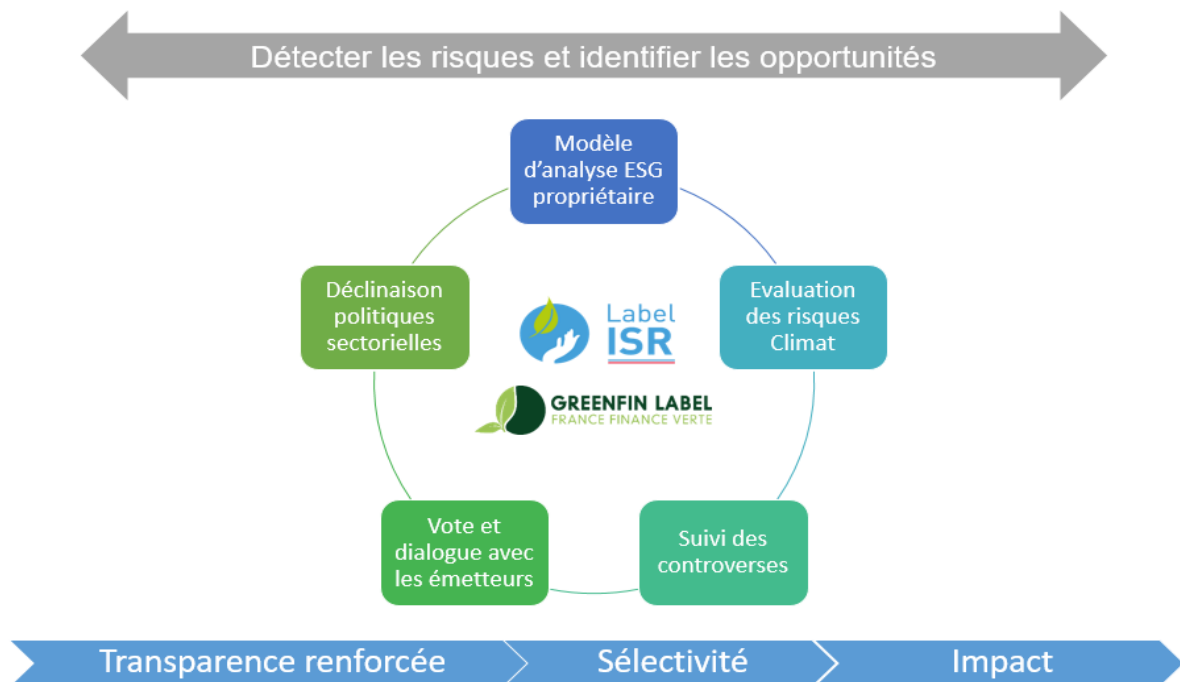 Détecter les risques et identifier les opportunités
Modèle
d'analyse ESG
propriétaire
Déclinaison
politiques
sectorielles
Evaluation
des risques
Climat
Label
ISR
GREENFIN LABEL
FRANCE FINANCE VERTE
Vote et
dialogue avec
les émetteurs
Suivi des
controverses
Transparence renforcée
Sélectivité
Impact